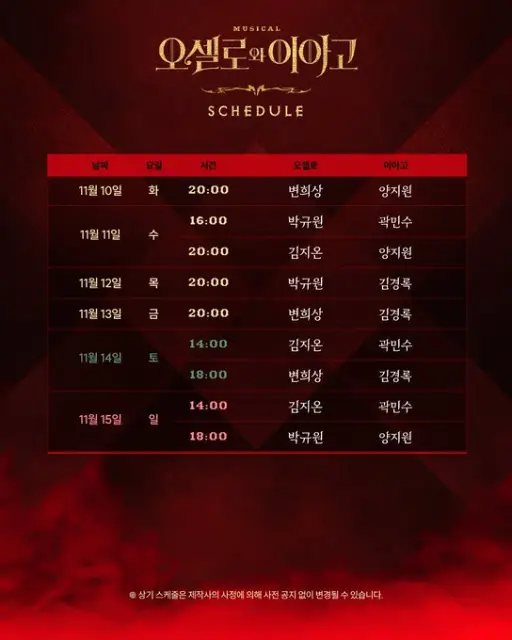 MUSICAL
오셀로와 이아고
SCHEDULE
날짜 요일 시간 오셀로 이아고
11월 10일 화 20:00 변희상 양지원
11월 11일 수 16:00 박규원 곽민수
20:00 김지온 양지원
11월 12일 목 20:00 박규원 김경록
11월 13일 금 20:00 변희상 김경록
11월 14일 토 14:00 김지온 곽민수
18:00 변희상 김경록
11월 15일 일 14:00 김지온 곽민수
18:00 박규원 양지원
※ 상기 스케줄은 제작사의 사정에 의해 사전 공지 없이 변경될 수 있습니다.